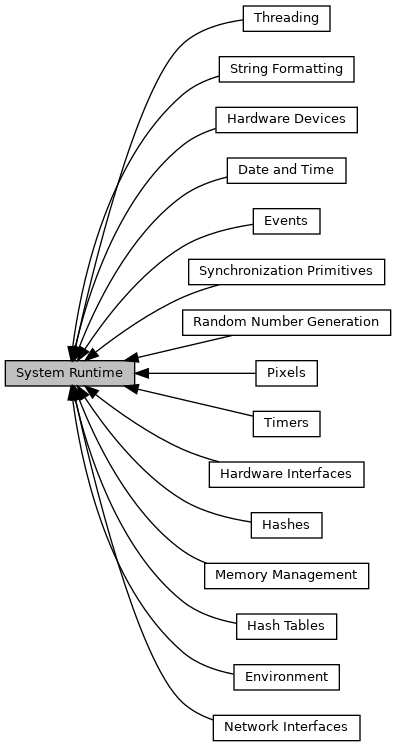 Threading
String Formatting
Hardware Devices
Date and Time
Events
Synchronization Primitives
Random Number Generation
System Runtime
Pixels
Timers
Hardware Interfaces
Hashes
Memory Management
Hash Tables
Environment
Network Interfaces